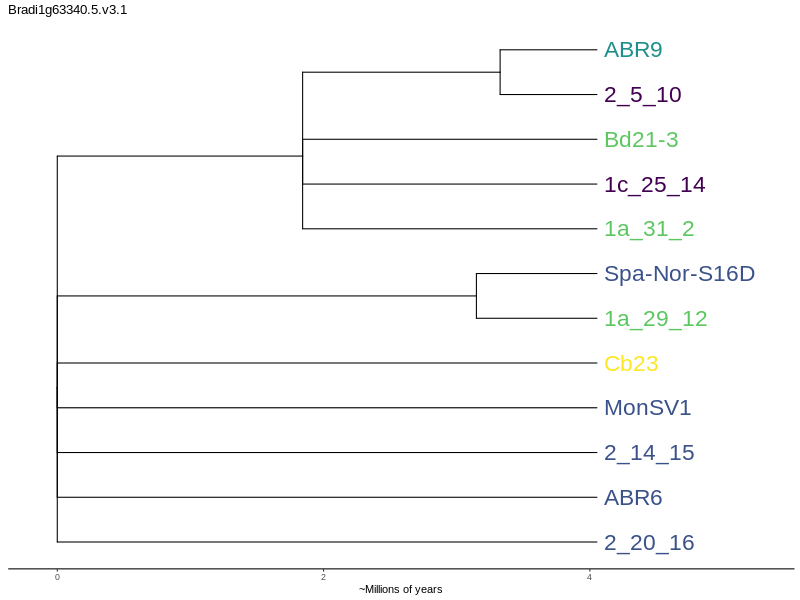 Bradi1g63340.5.v3.1
ABR9
2_5_10
Bd21-3
1c_25_14
1a_31_2
Spa-Nor-S16D
1a_29_12
Cb23
MonSV1
2_14_15
ABR6
2_20_16
0 2 4
~Millions of years